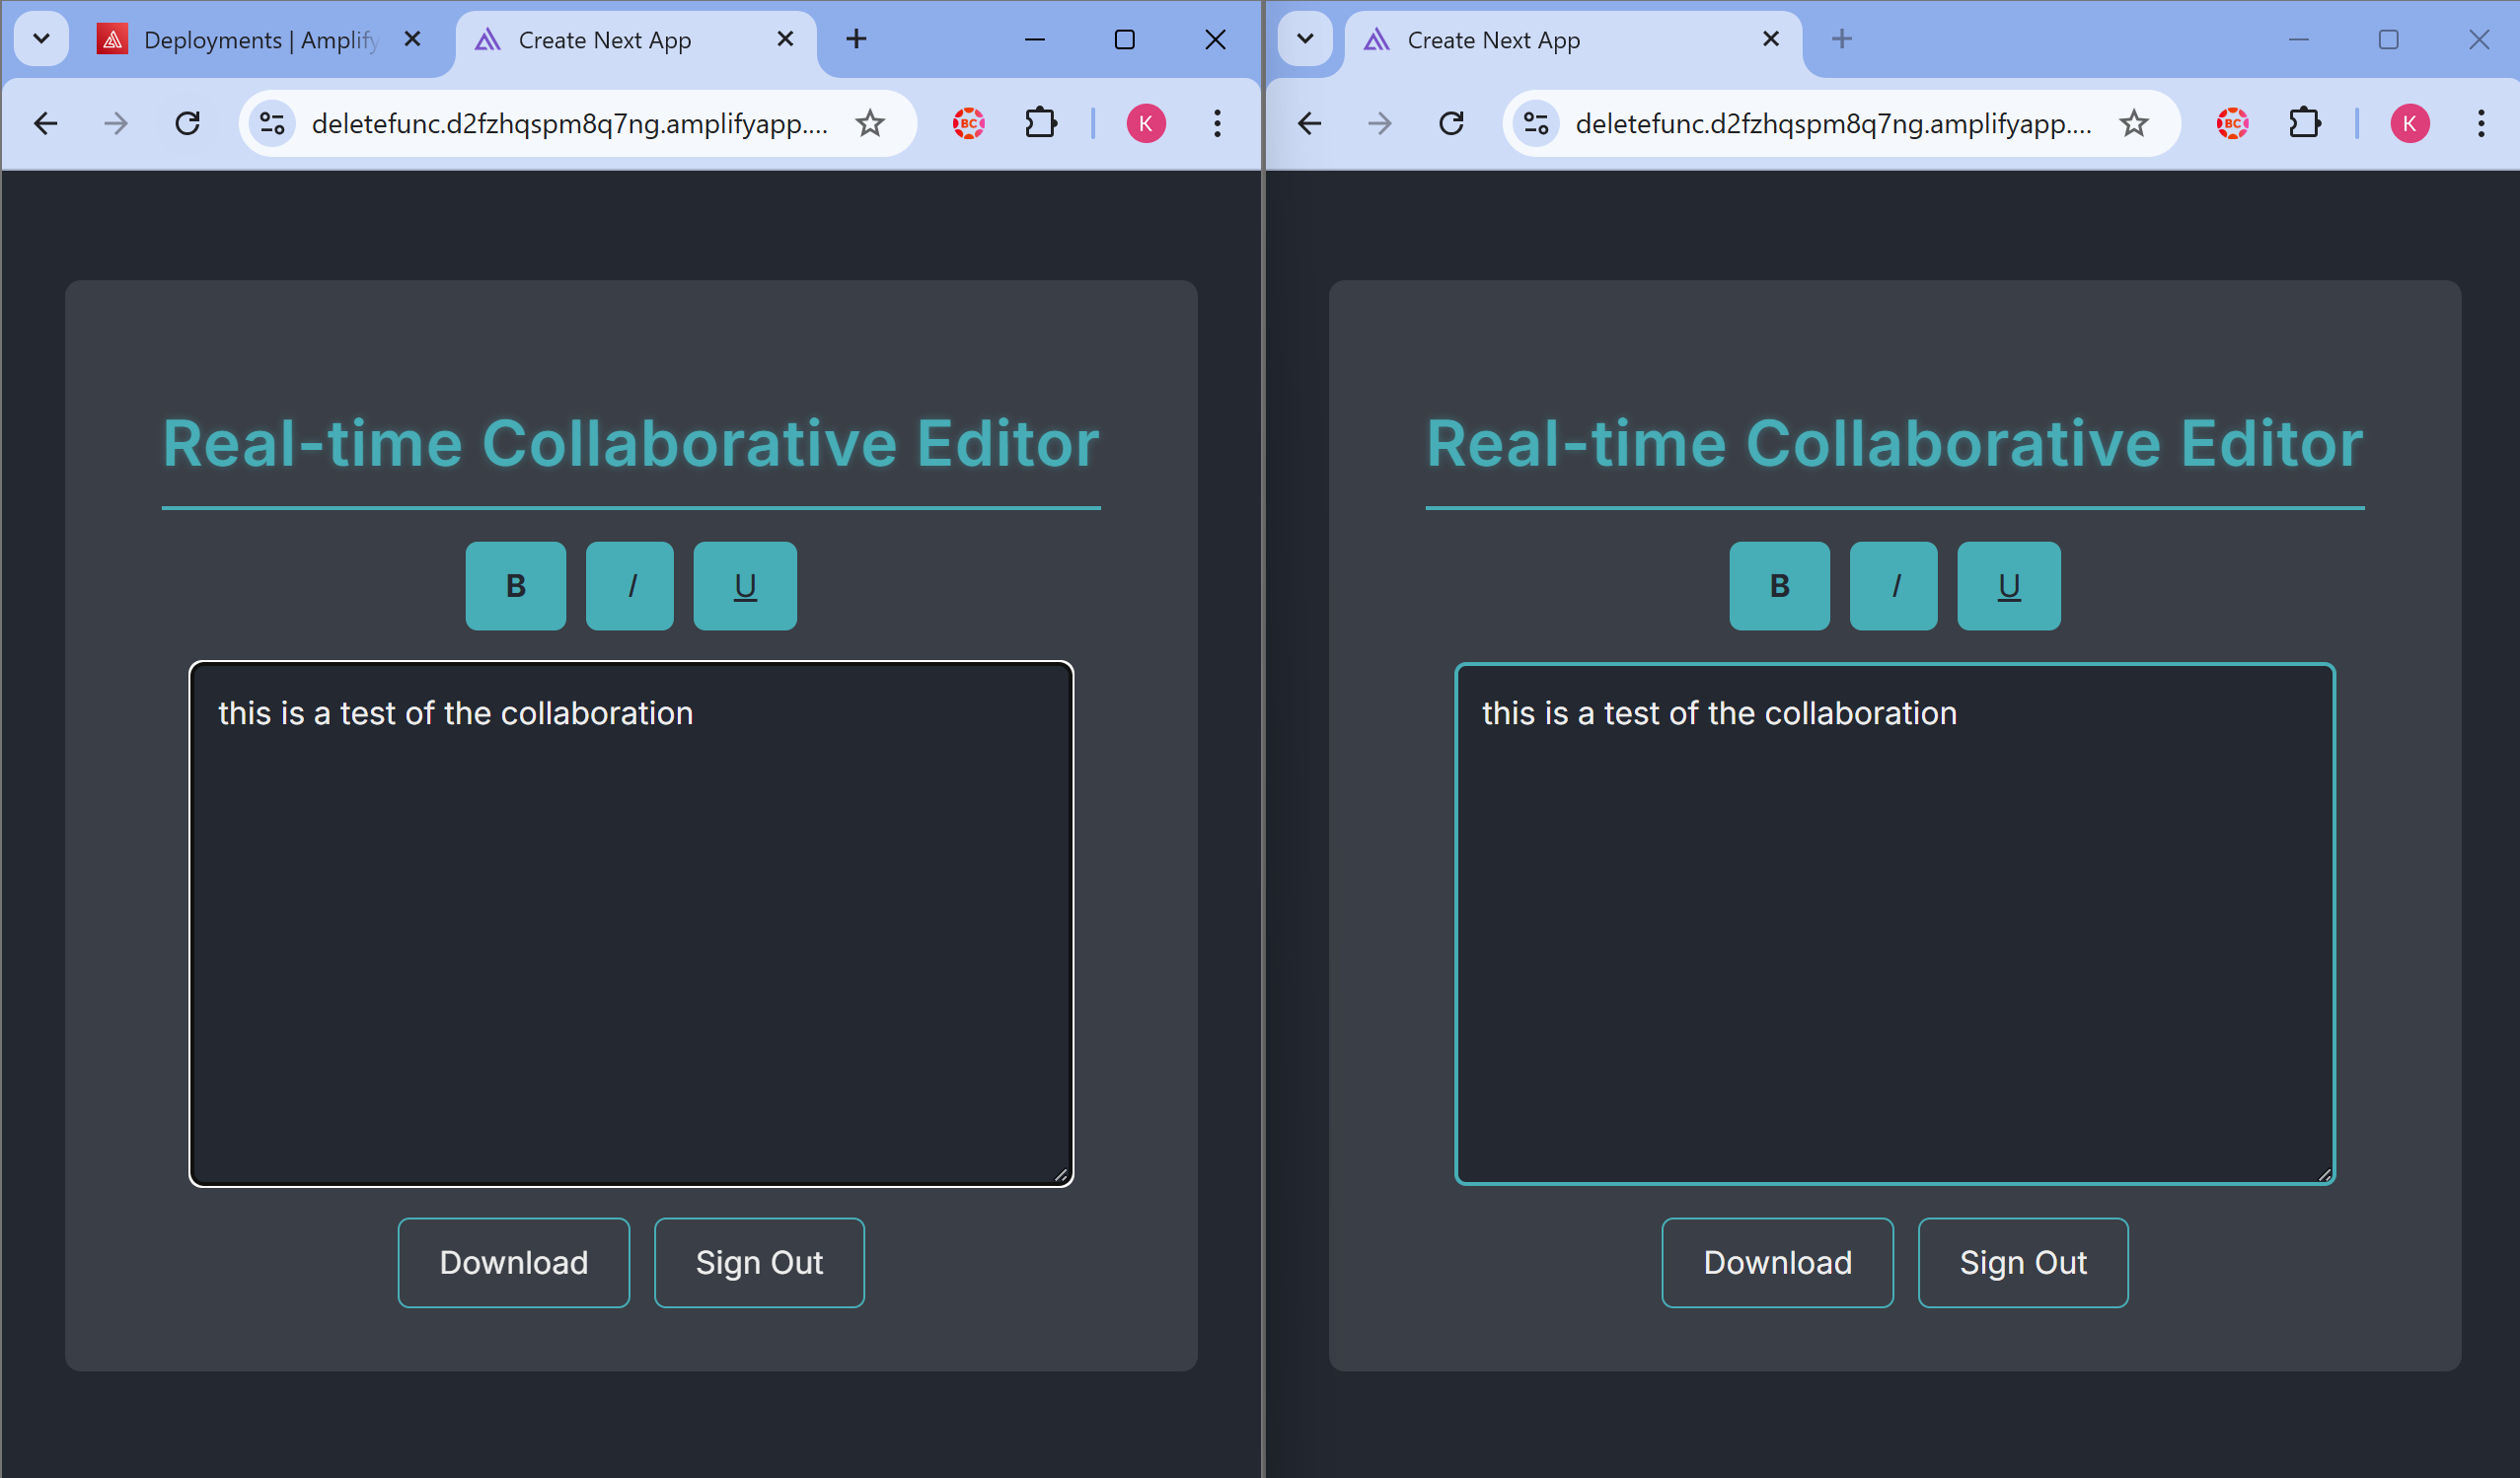 Deployments | Amplify
Create Next App
deletefunc.d2fzhqspm8q7ng.amplifyapp....
BC
K
Real-time Collaborative Editor
B I U
this is a test of the collaboration
Download Sign Out
Create Next App
deletefunc.d2fzhqspm8q7ng.amplifyapp....
BC
K
Real-time Collaborative Editor
B I U
this is a test of the collaboration
Download Sign Out